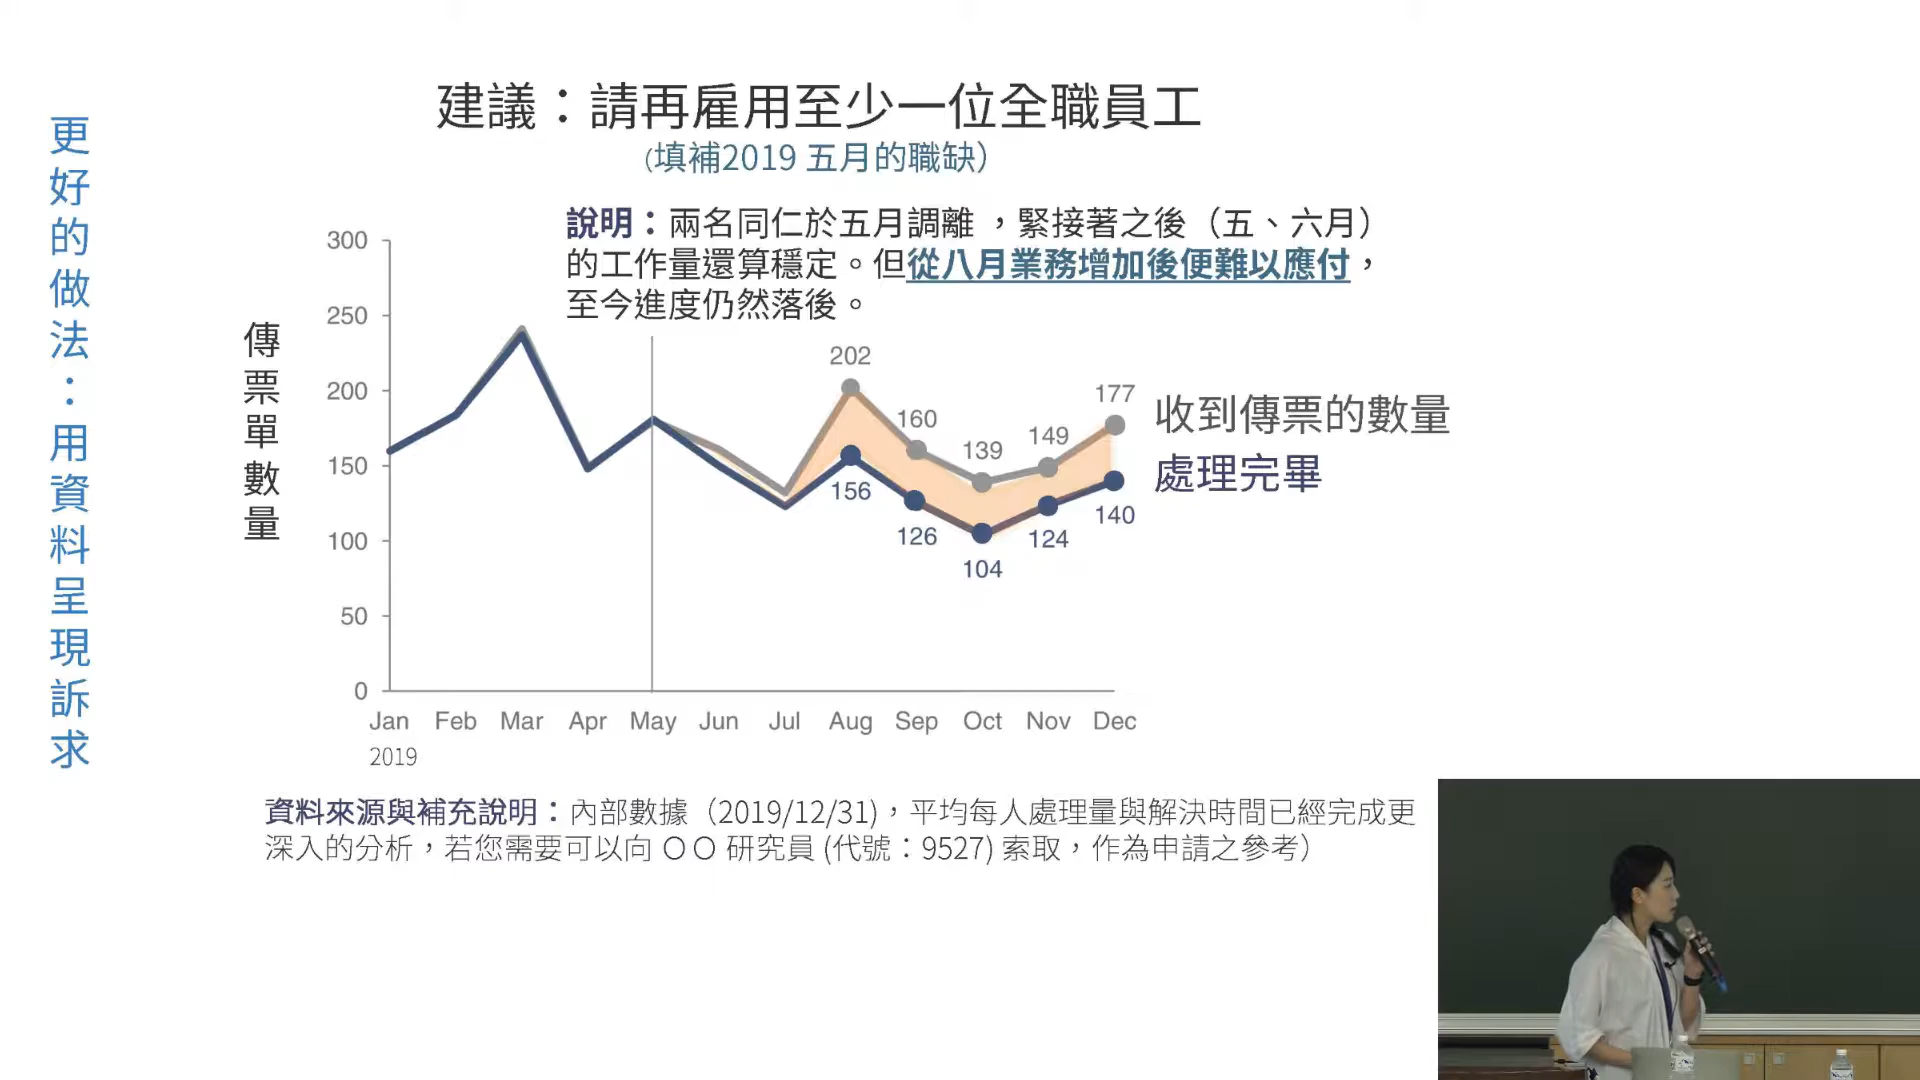 更好的做法：用資料呈現訴求
建議：請再雇用至少一位全職員工
(填補2019 五月的職缺）
說明：兩名同仁於五月調離 ，緊接著之後（五、六月）
的工作量還算穩定。但從八月業務增加後便難以應付，
至今進度仍然落後。
傳票單數量
300
250
200
150
100
50
0
202
160
139
149
177
156
126
104
124
140
收到傳票的數量
處理完畢
Jan Feb Mar Apr May Jun Jul Aug Sep Oct Nov Dec
2019
資料來源與補充說明：內部數據（2019/12/31)，平均每人處理量與解決時間已經完成更
深入的分析，若您需要可以向 ＯＯ 研究員 (代號：9527) 索取，作為申請之參考）